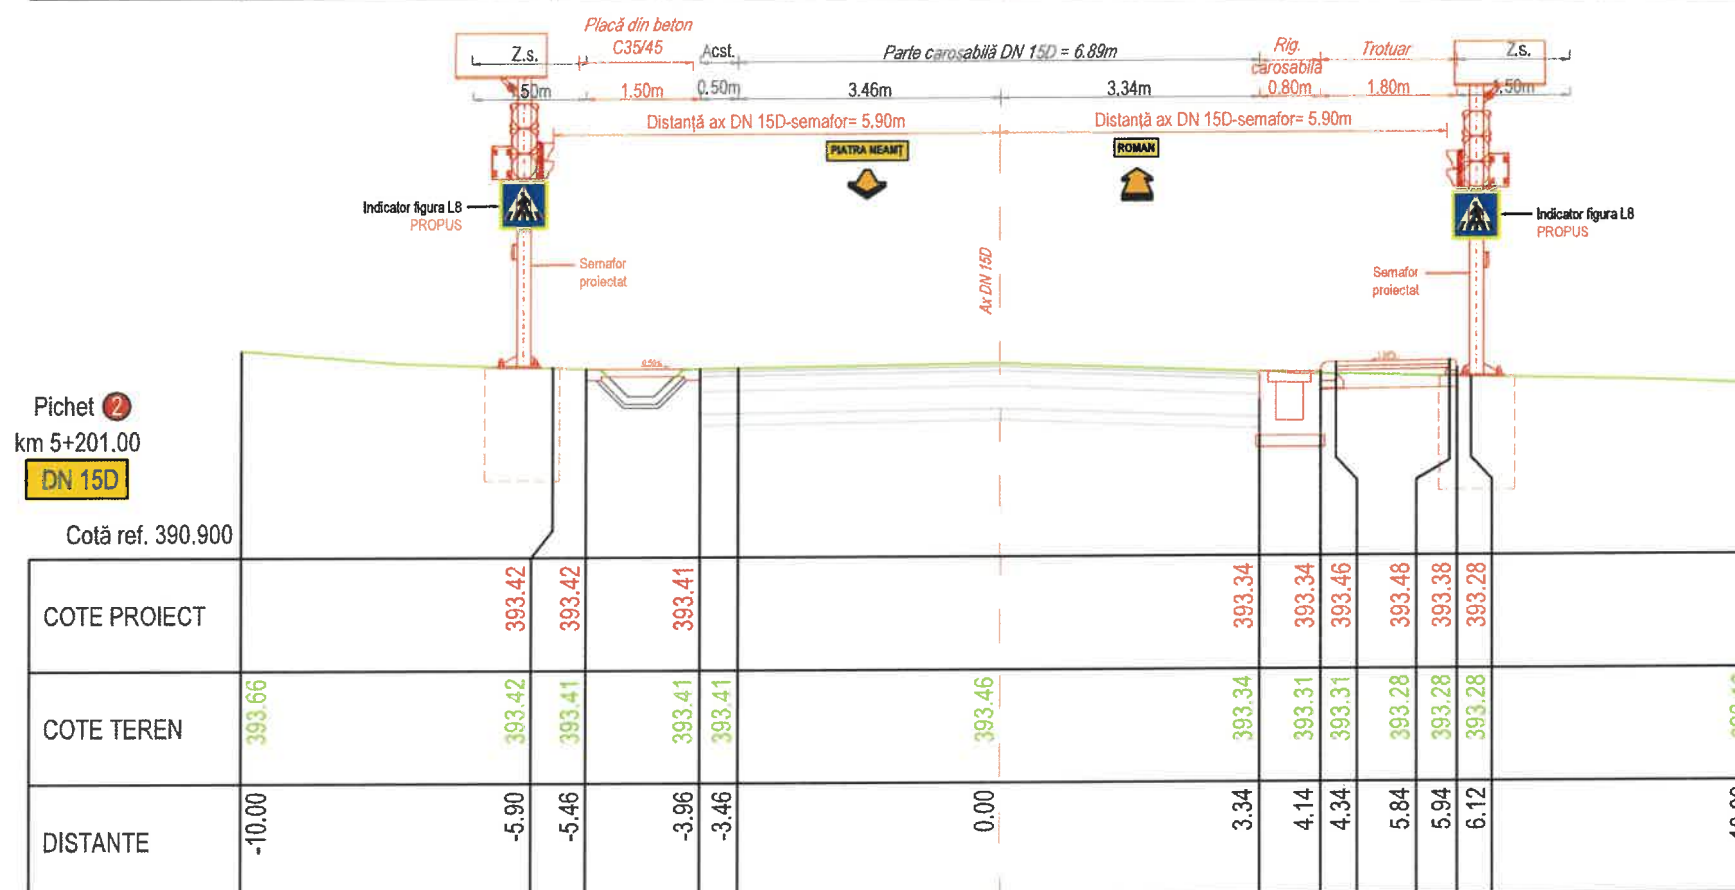 Placă din beton
C35/45
Z.s.
Acst.
Parte carosabilă DN 15D = 6.89m
Rig.
carosabilă
Trotuar
Z.s.
1.50m
0.50m
3.46m
3.34m
0.80m
1.80m
Distanță ax DN 15D-semafor= 5,90m
Distanță ax DN 15D-semafor= 5.90m
PIATRA NEAMȚ
ROMAN
Indicator figura L8
PROPUS
Indicator figura L8
PROPUS
Semafor
proiectat
Ax DN 15D
Semafor
proiectat
Pichet 2
km 5+201.00
DN 15D
Cotă ref. 390.900
COTE PROIECT
393.42
393.42
393.41
393.34
393.34
393.46
393.48
393.38
393.28
COTE TEREN
393.66
393.42
393.41
393.41
393.41
393.46
393.34
393.31
393.31
393.28
393.28
393.28
DISTANTE
-10.00
-5.90
-5.46
-3.96
-3.46
0.00
3.34
4.14
4.34
5.84
5.94
6.12